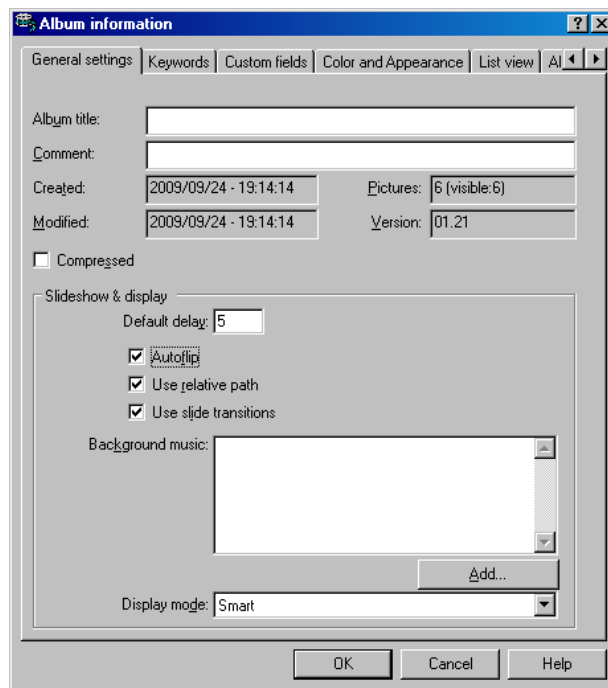 Album information
General settings Keywords Custom fields Color and Appearance List view Al
Album title:
Comment:
Created: 2009/09/24 - 19:14:14 Pictures: 6 (visible:6)
Modified: 2009/09/24 - 19:14:14 Version: 01.21
Compressed
Slideshow & display
Default delay: 5
Autoflip
Use relative path
Use slide transitions
Background music:
Add...
Display mode: Smart
OK Cancel Help